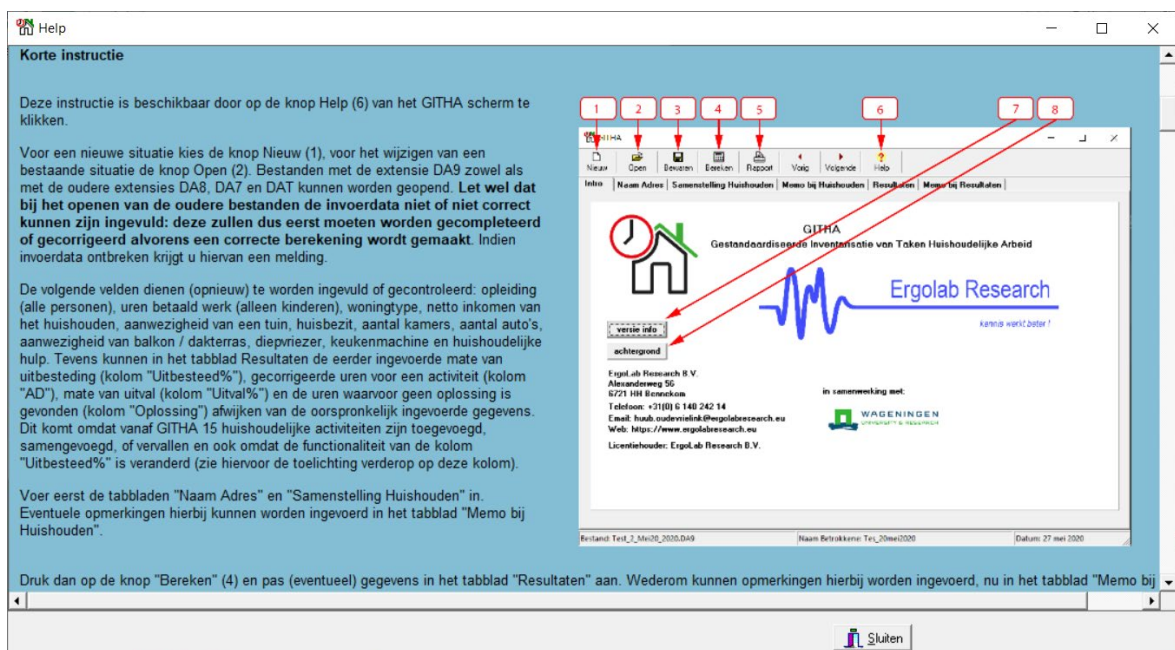 Help
Korte instructie
Deze instructie is beschikbaar door op de knop Help (6) van het GITHA scherm te
klikken.
Voor een nieuwe situatie kies de knop Nieuw (1), voor het wijzigen van een
bestaande situatie de knop Open (2). Bestanden met de extensie DA9 zowel als
met de oudere extensies DA8, DA7 en DAT kunnen worden geopend. Let wel dat
bij het openen van de oudere bestanden de invoerdata niet of niet correct
kunnen zijn ingevuld: deze zullen dus eerst moeten worden gecompleteerd
of gecorrigeerd alvorens een correcte berekening wordt gemaakt. Indien
invoerdata ontbreken krijgt u hiervan een melding.
De volgende velden dienen (opnieuw) te worden ingevuld of gecontroleerd: opleiding
(alle personen), uren betaald werk (alleen kinderen), woningtype, netto inkomen van
het huishouden, aanwezigheid van een tuin, huisbezit, aantal kamers, aantal auto's,
aanwezigheid van balkon / dakterras, diepvriezer, keukenmachine en huishoudelijke
hulp. Tevens kunnen in het tabblad Resultaten de eerder ingevoerde mate van
uitbesteding (kolom "Uitbesteed%"), gecorrigeerde uren voor een activiteit (kolom
"AD"), mate van uitval (kolom "Uitval%") en de uren waarvoor geen oplossing is
gevonden (kolom "Oplossing") afwijken van de oorspronkelijk ingevoerde gegevens.
Dit komt omdat vanaf GITHA 15 huishoudelijke activiteiten zijn toegevoegd,
samengevoegd, of vervallen en ook omdat de functionaliteit van de kolom
"Uitbesteed%" is veranderd (zie hiervoor de toelichting verderop op deze kolom).
Voer eerst de tabbladen "Naam Adres" en "Samenstelling Huishouden" in.
Eventuele opmerkingen hierbij kunnen worden ingevoerd in het tabblad "Memo bij
Huishouden".
1 2 3 4 5 6 7 8
GITHA
Nieuw Open Bewaren Bereken Rapport Vorig Volgende Help
Intro Naam Adres Samenstelling Huishouden Memo bij Huishouden Resultaten Memo bij Resultaten
GITHA
Gestandaardiseerde Inventarisatie van Taken Huishoudelijke Arbeid
Ergolab Research
kennis werkt beter !
versie info
achtergrond
ErgoLab Research B.V.
Alexanderweg 56
6721 HH Bennekom
Telefoon: +31(0) 6 140 242 14
Email: huub.oudevrielink@ergolabresearch.eu
Web: https://www.ergolabresearch.eu
Licentiehouder: ErgoLab Research B.V.
in samenwerking met:
WAGENINGEN
UNIVERSITY & RESEARCH
Bestand: Test_2_Mei20_2020.DA9 Naam Betrokkene: Tes_20mei2020 Datum: 27 mei 2020
Druk dan op de knop "Bereken" (4) en pas (eventueel) gegevens in het tabblad "Resultaten" aan. Wederom kunnen opmerkingen hierbij worden ingevoerd, nu in het tabblad "Memo bij
Sluiten